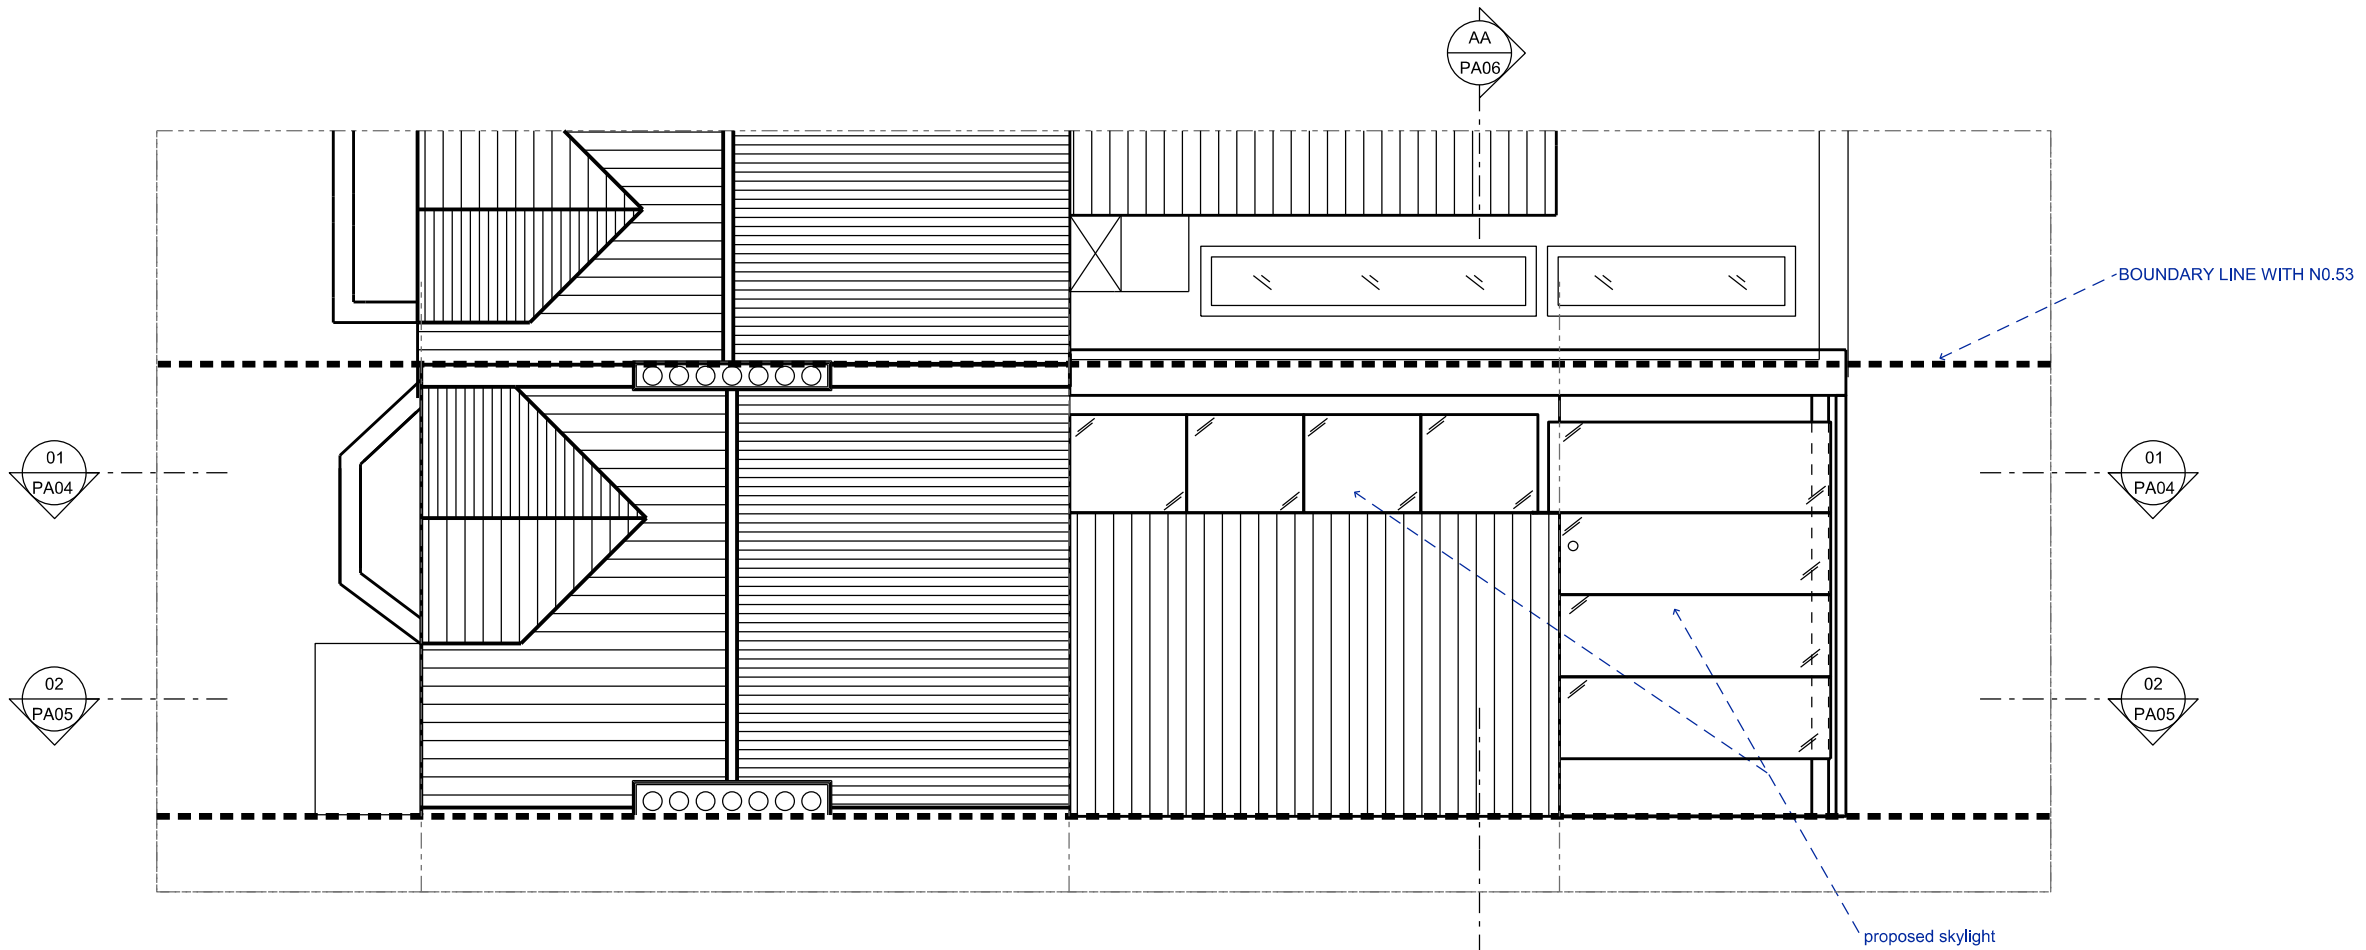 AA
PA06
BOUNDARY LINE WITH N0.53
01
PA04
01
PA04
02
PA05
02
PA05
proposed skylight